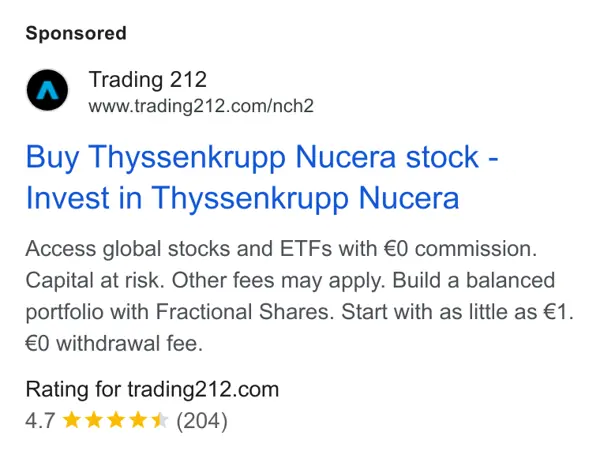 Sponsored
Trading 212
www.trading212.com/nch2
Buy Thyssenkrupp Nucera stock -
Invest in Thyssenkrupp Nucera
Access global stocks and ETFs with €0 commission.
Capital at risk. Other fees may apply. Build a balanced
portfolio with Fractional Shares. Start with as little as €1.
€0 withdrawal fee.
Rating for trading212.com
4.7 ★★★★⯪ (204)